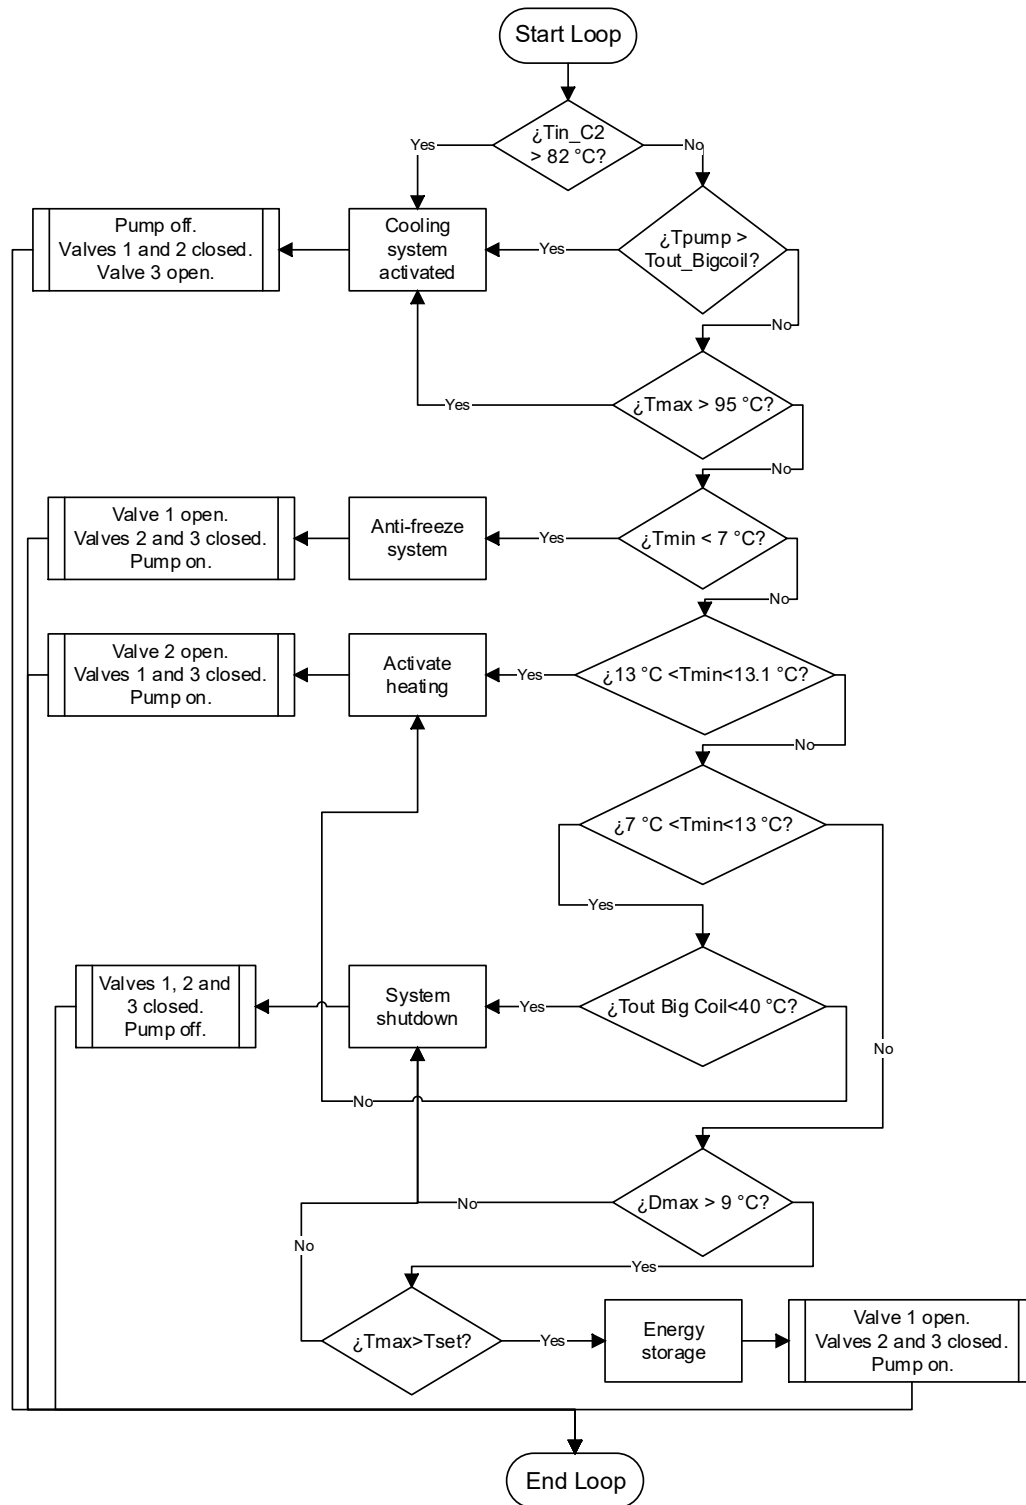 Start Loop
¿Tin_C2
> 82 °C?
Yes
No
Pump off.
Valves 1 and 2 closed.
Valve 3 open.
Cooling
system
activated
Yes
¿Tpump >
Tout_Bigcoil?
No
Yes
¿Tmax > 95 °C?
No
Valve 1 open.
Valves 2 and 3 closed.
Pump on.
Anti-freeze
system
Yes
¿Tmin < 7 °C?
No
Valve 2 open.
Valves 1 and 3 closed.
Pump on.
Activate
heating
Yes
¿13 °C <Tmin<13.1 °C?
No
¿7 °C <Tmin<13 °C?
Yes
No
Valves 1, 2 and
3 closed.
Pump off.
System
shutdown
Yes
¿Tout Big Coil<40 °C?
No
¿Dmax > 9 °C?
No
No
Yes
¿Tmax>Tset?
Yes
Energy
storage
Valve 1 open.
Valves 2 and 3 closed.
Pump on.
End Loop